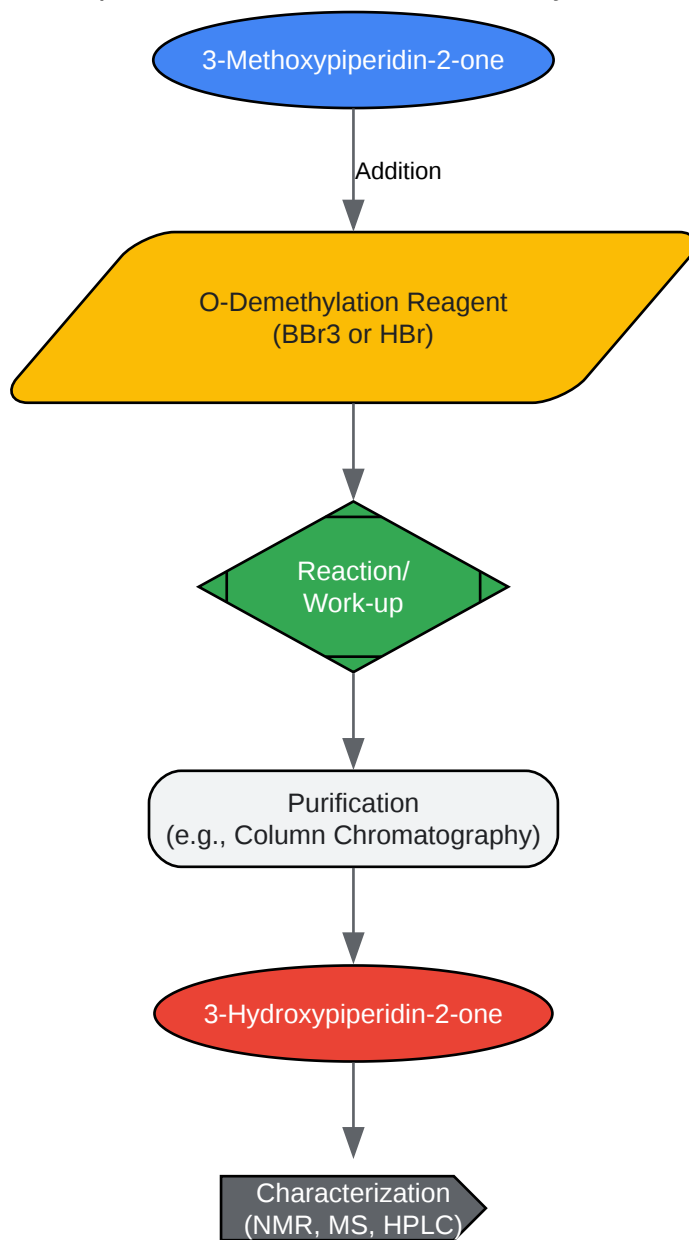 3-Methoxypiperidin-2-one
Addition
O-Demethylation Reagent
(BBr3 or HBr)
Reaction/
Work-up
Purification
(e.g., Column Chromatography)
3-Hydroxypiperidin-2-one
Characterization
(NMR, MS, HPLC)